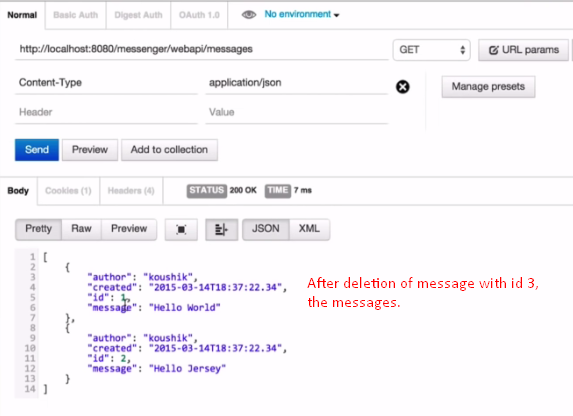 Normal Basic Auth Digest Auth OAuth 1.0 No environment
http://localhost:8080/messenger/webapi/messages GET URL params
Content-Type application/json Manage presets
Header Value
Send Preview Add to collection
Body Cookies (1) Headers (4) STATUS 200 OK TIME 7 ms
Pretty Raw Preview JSON XML
1 [
2 {
3 "author": "koushik",
4 "created": "2015-03-14T18:37:22.34",
5 "id": 1,
6 "message": "Hello World"
7 },
8 {
9 "author": "koushik",
10 "created": "2015-03-14T18:37:22.34",
11 "id": 2,
12 "message": "Hello Jersey"
13 }
14 ]
After deletion of message with id 3,
the messages.